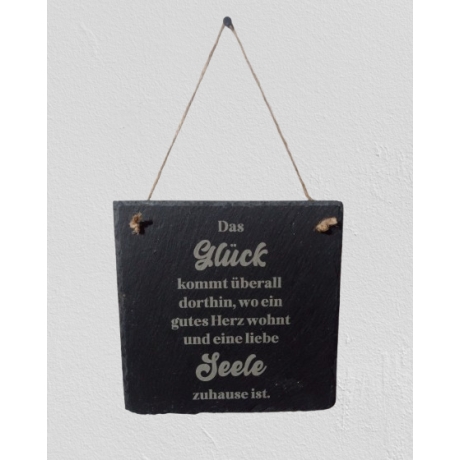 Das
Glück
kommt überall
dorthin, wo ein
gutes Herz wohnt
und eine liebe
Seele
zuhause ist.